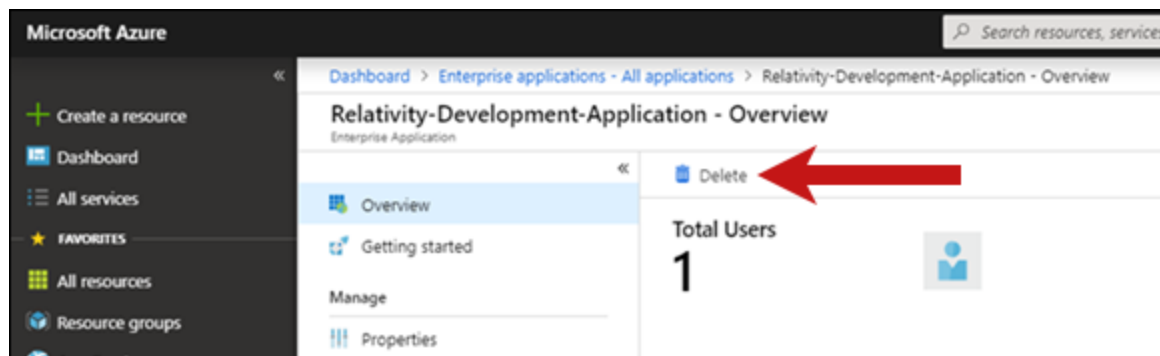 Microsoft Azure
Search resources, services
«
Dashboard > Enterprise applications - All applications > Relativity-Development-Application - Overview
Create a resource
Dashboard
All services
FAVORITES
All resources
Resource groups
Relativity-Development-Application - Overview
Enterprise Application
«
Overview
Getting started
Manage
Properties
Delete
Total Users
1